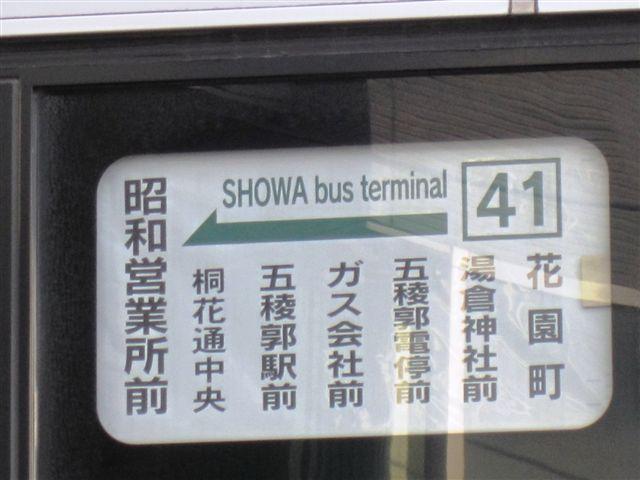 SHOWA bus terminal
41
花園町
湯倉神社前
五稜郭電停前
ガス会社前
五稜郭駅前
桐花通中央
昭和営業所前